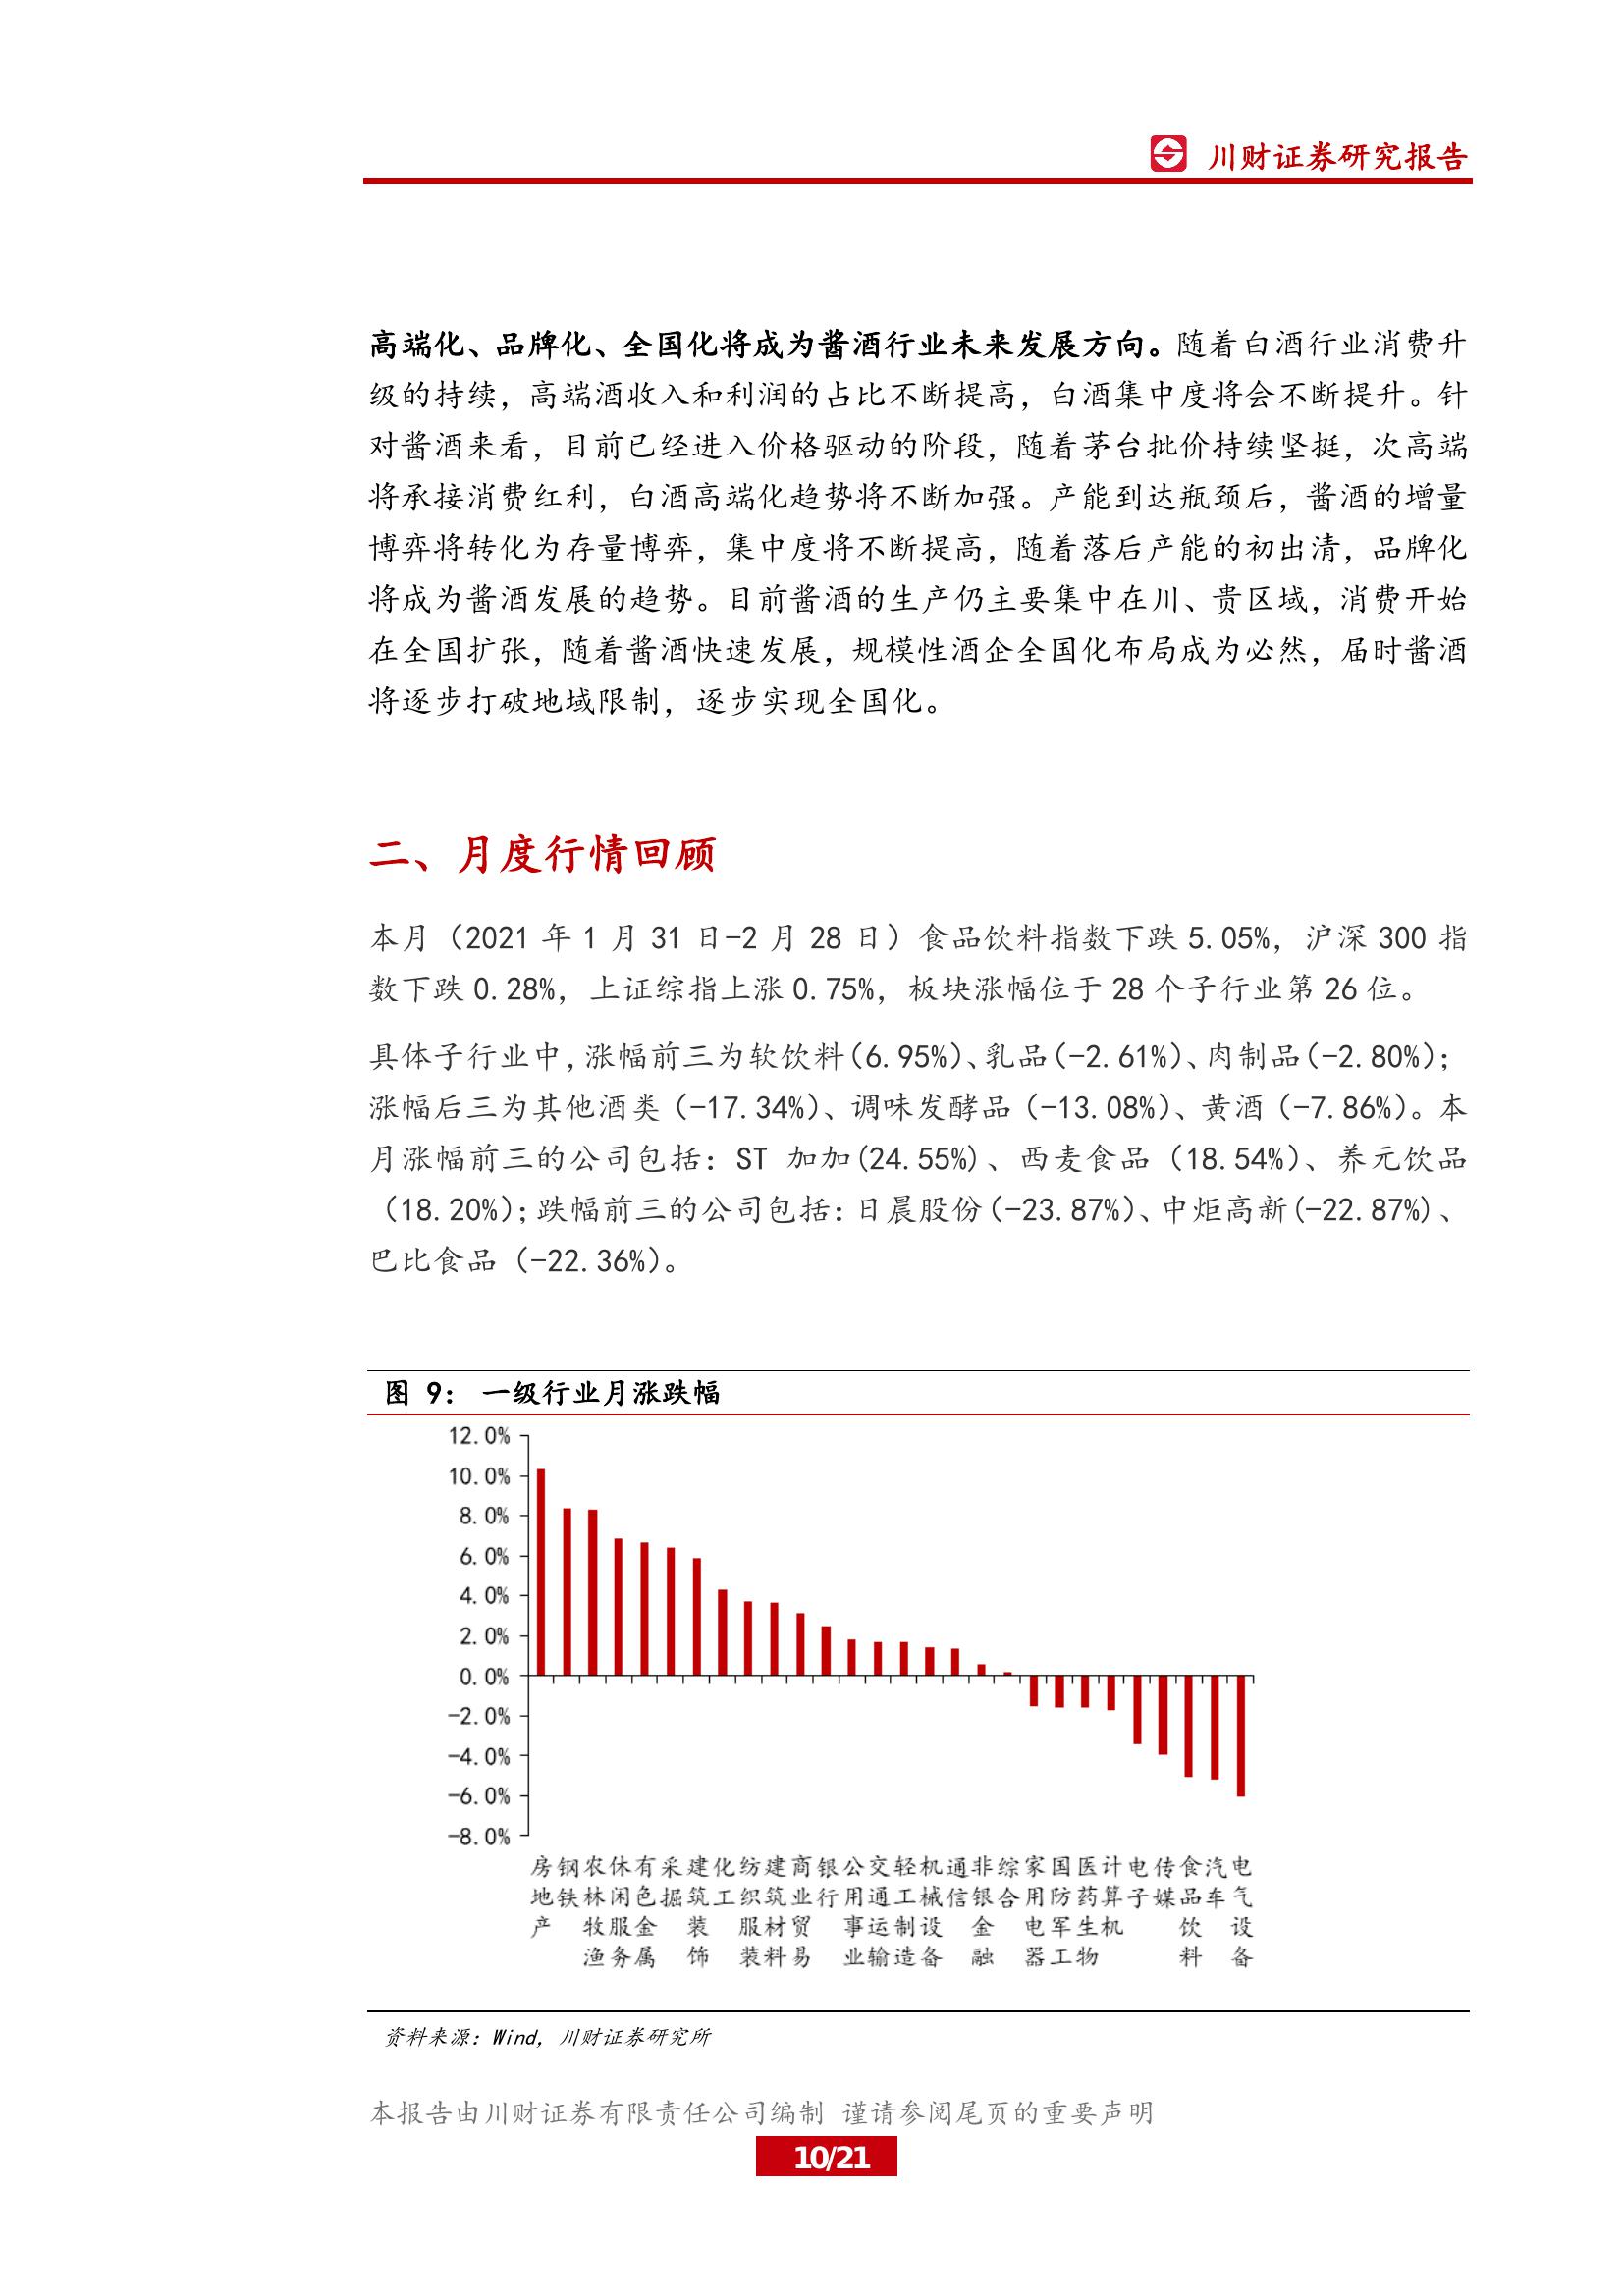 川财证券研究报告
高端化、品牌化、全国化将成为酱酒行业未来发展方向。随着白酒行业消费升
级的持续，高端酒收入和利润的占比不断提高，白酒集中度将会不断提升。针
对酱酒来看，目前已经进入价格驱动的阶段，随着茅台批价持续坚挺，次高端
将承接消费红利，白酒高端化趋势将不断加强。产能到达瓶颈后，酱酒的增量
博弈将转化为存量博弈，集中度将不断提高，随着落后产能的初出清，品牌化
将成为酱酒发展的趋势。目前酱酒的生产仍主要集中在川、贵区域，消费开始
在全国扩张，随着酱酒快速发展，规模性酒企全国化布局成为必然，届时酱酒
将逐步打破地域限制，逐步实现全国化。
二、月度行情回顾
本月（2021 年 1 月 31 日-2 月 28 日）食品饮料指数下跌 5.05%，沪深 300 指
数下跌 0.28%，上证综指上涨 0.75%，板块涨幅位于 28 个子行业第 26 位。
具体子行业中,涨幅前三为软饮料(6.95%)、乳品(-2.61%)、肉制品(-2.80%)；
涨幅后三为其他酒类（-17.34%）、调味发酵品（-13.08%）、黄酒（-7.86%）。本
月涨幅前三的公司包括：ST 加加(24.55%)、西麦食品（18.54%）、养元饮品
（18.20%）;跌幅前三的公司包括:日晨股份(-23.87%)、中炬高新(-22.87%)、
巴比食品（-22.36%）。
图 9： 一级行业月涨跌幅
12.0%
10.0%
8.0%
6.0%
4.0%
2.0%
0.0%
-2.0%
-4.0%
-6.0%
-8.0%
房地产
钢铁
农林牧渔
休闲服务
有色金属
采掘
建筑装饰
化工
纺织服装
建筑材料
商业贸易
银行
公用事业
交通运输
轻工制造
机械设备
通信
非银金融
综合
家用电器
国防军工
医药生物
计算机
电子
传媒
食品饮料
汽车
电气设备
资料来源：Wind，川财证券研究所
本报告由川财证券有限责任公司编制 谨请参阅尾页的重要声明
10/21